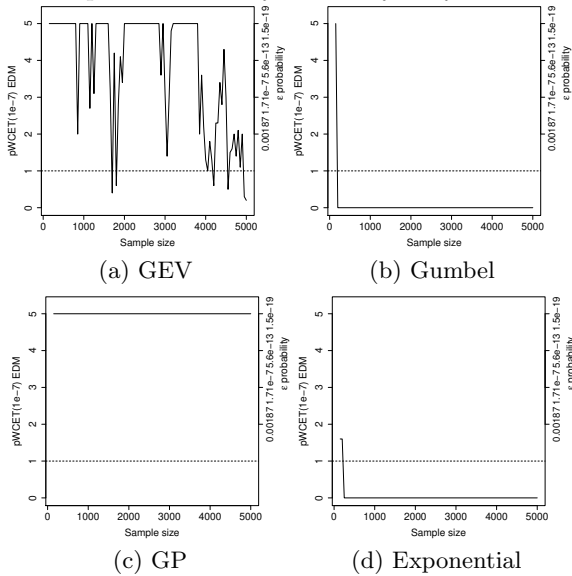 pWCET(1e−7) EDM
0 1 2 3 4 5
0 1000 2000 3000 4000 5000
Sample size
0.00187 1.71e−7 5.6e−13 1.5e−19
ε probability
(a) GEV
pWCET(1e−7) EDM
0 1 2 3 4 5
0 1000 2000 3000 4000 5000
Sample size
0.00187 1.71e−7 5.6e−13 1.5e−19
ε probability
(b) Gumbel
pWCET(1e−7) EDM
0 1 2 3 4 5
0 1000 2000 3000 4000 5000
Sample size
0.00187 1.71e−7 5.6e−13 1.5e−19
ε probability
(c) GP
pWCET(1e−7) EDM
0 1 2 3 4 5
0 1000 2000 3000 4000 5000
Sample size
0.00187 1.71e−7 5.6e−13 1.5e−19
ε probability
(d) Exponential